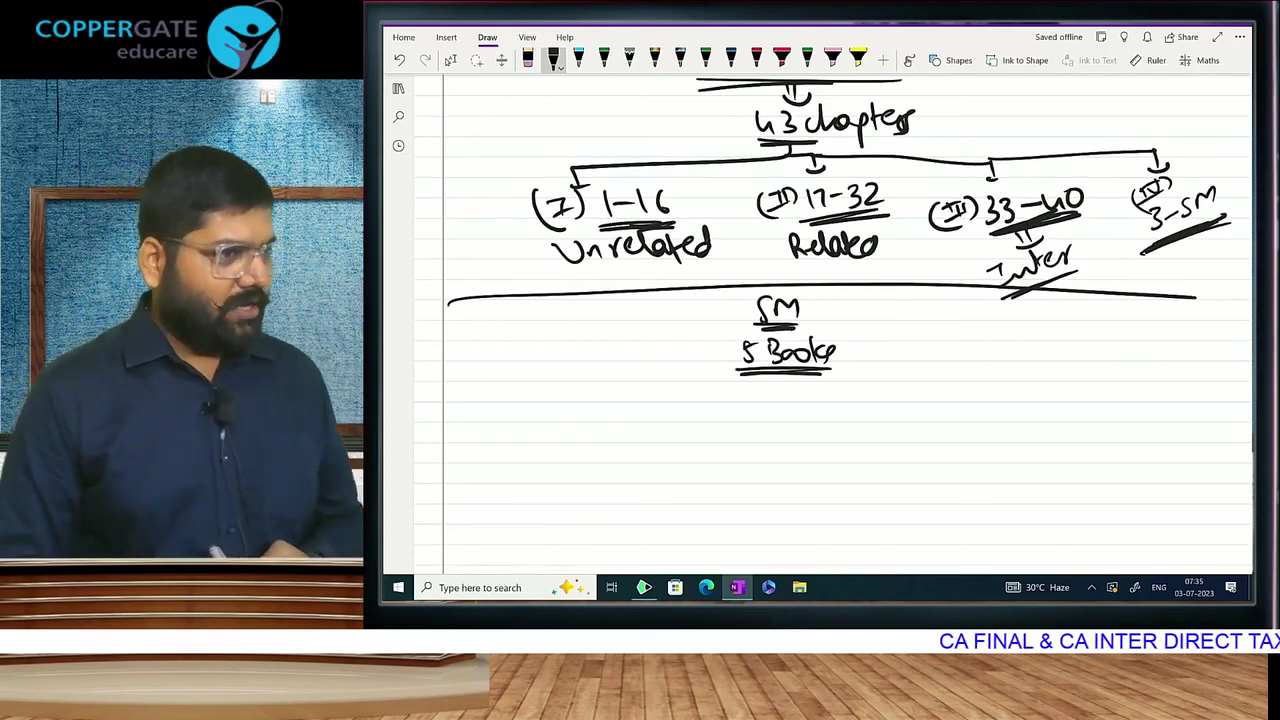 COPPERGATE
educare
Home Insert Draw View Help
Saved offline
Share
Shapes
Ink to Shape
Ink to Text
Ruler
Maths
43 chapters
(I) 1-16
Unrelated
(II) 17-32
Related
(III) 33-40
Inter
(IV)
3-SM
SM
5 Books
Type here to search
30°C Haze
ENG
07:35
03-07-2023
CA FINAL & CA INTER DIRECT TAX